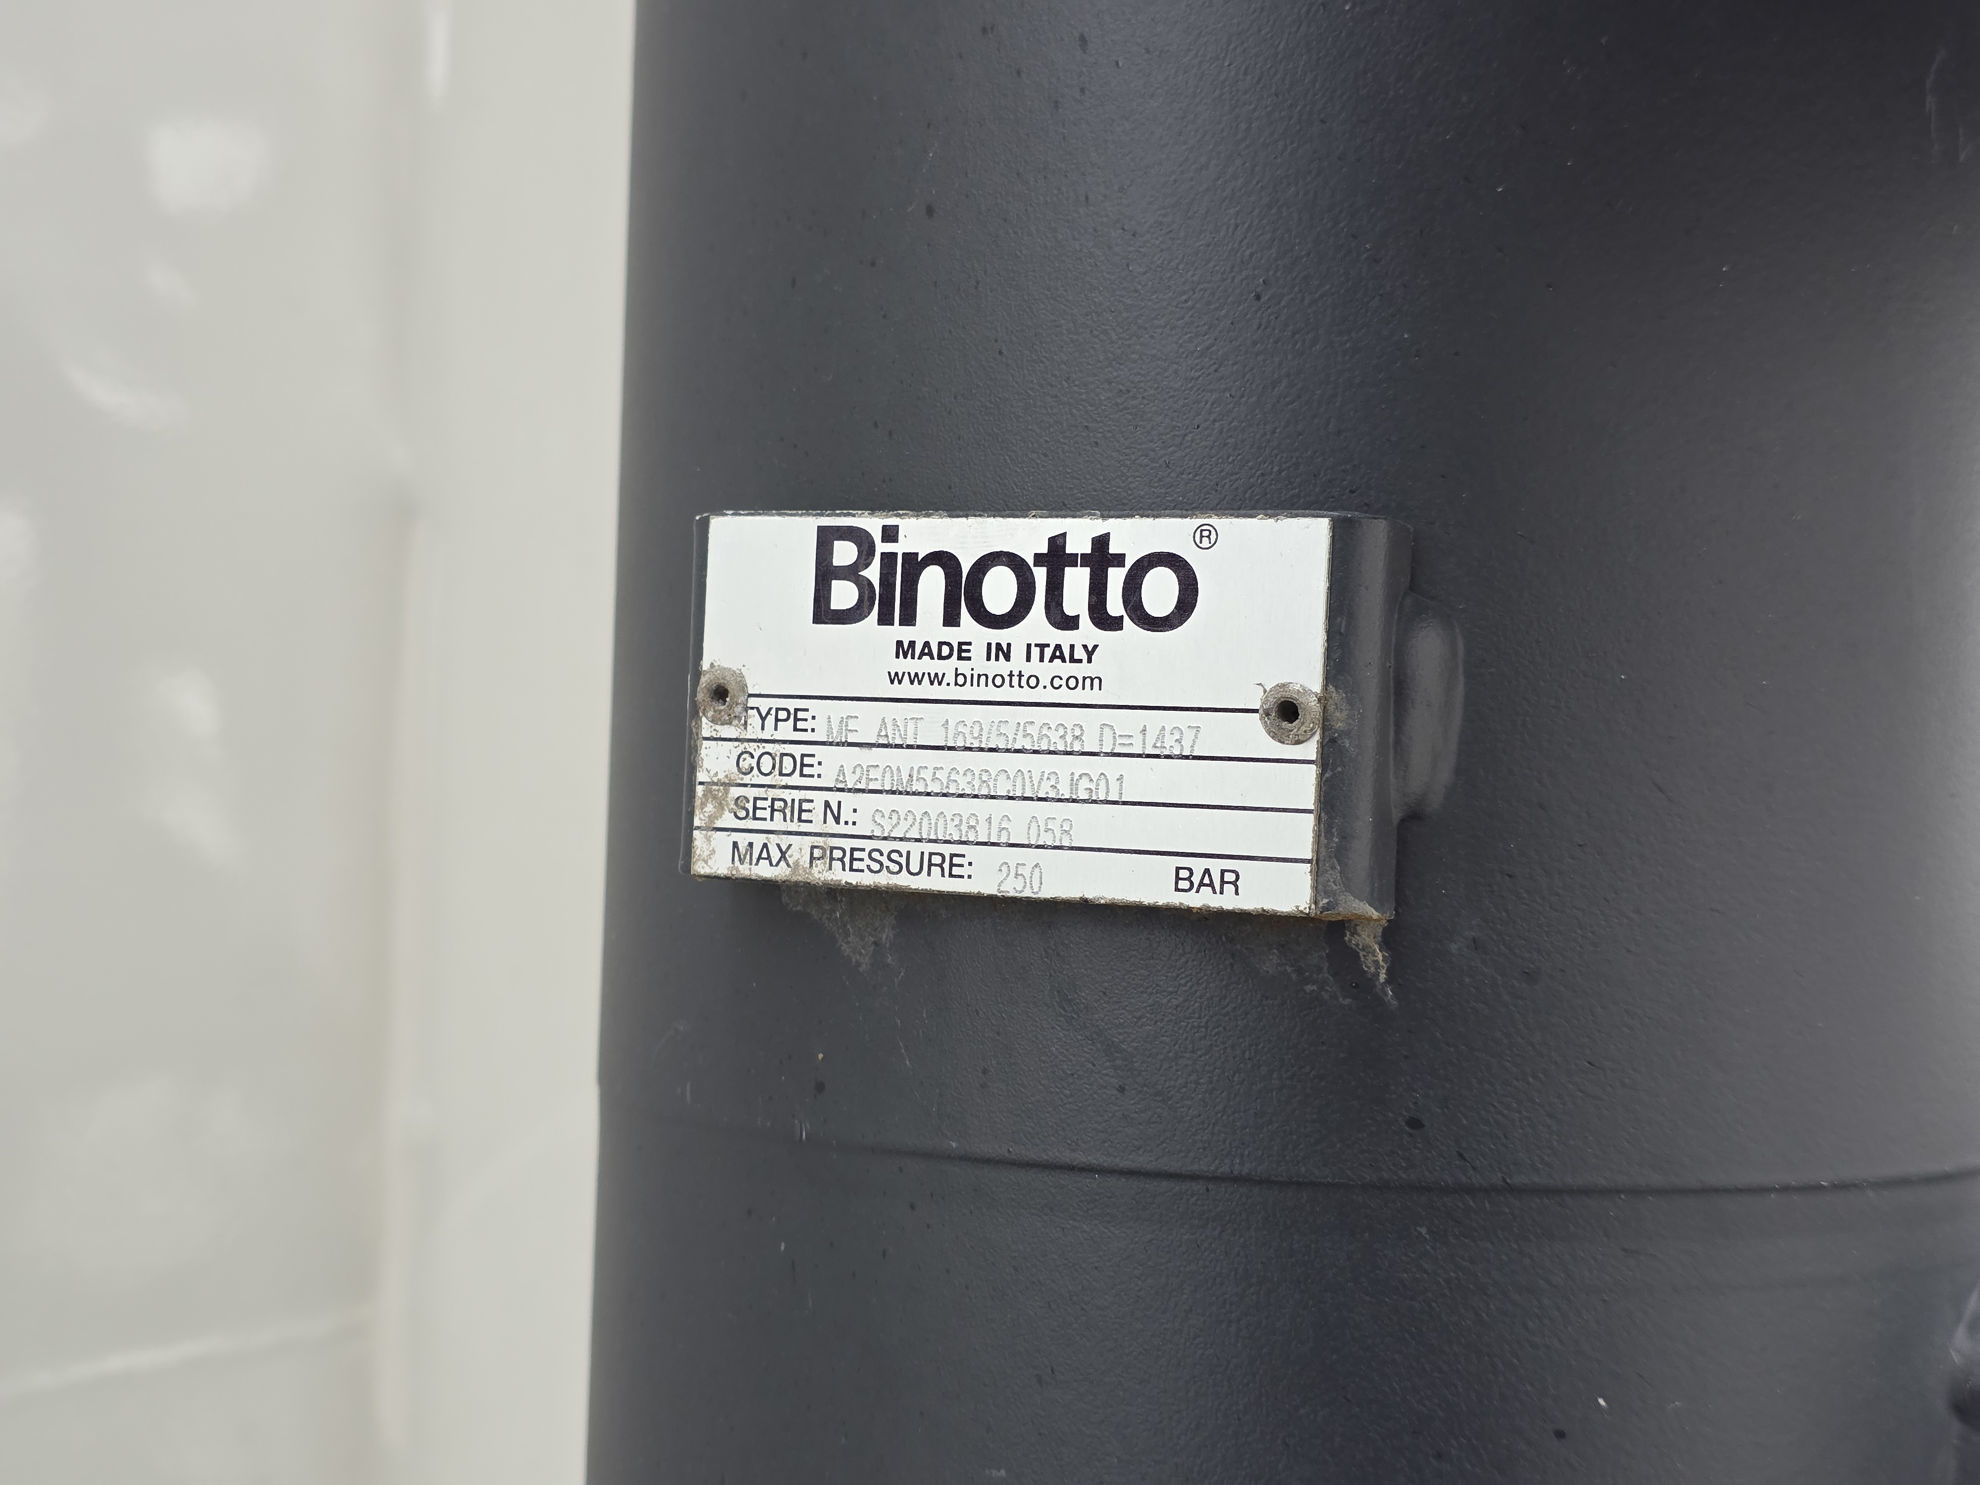 Binotto®
MADE IN ITALY
www.binotto.com
TYPE: MF ANT 169/5/5638 D=1437
CODE: A2F0M55638C0V3JG01
SERIE N.: S22003816 058
MAX PRESSURE: 250 BAR